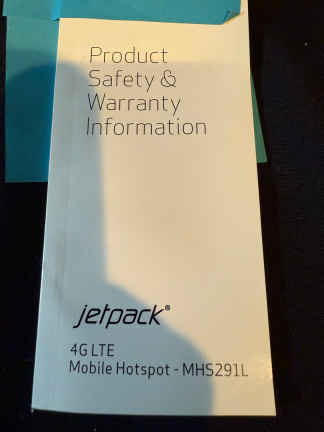 Product
Safety &
Warranty
Information
jetpack®
4G LTE
Mobile Hotspot - MHS291L